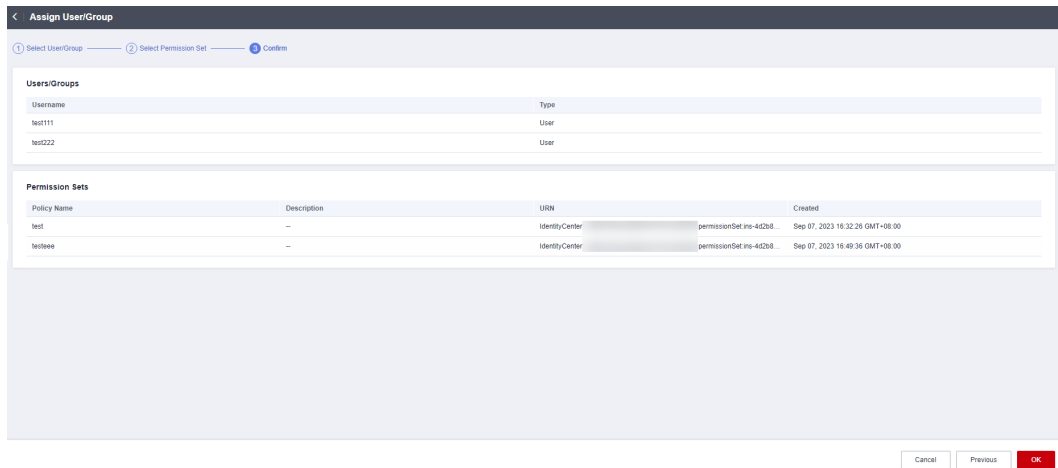 < Assign User/Group
1 Select User/Group 2 Select Permission Set 3 Confirm
Users/Groups
Username Type
test111 User
test222 User
Permission Sets
Policy Name Description URN Created
test -- IdentityCenter permissionSet:ins-4d2b8... Sep 07, 2023 16:32:26 GMT+08:00
testeee -- IdentityCenter permissionSet:ins-4d2b8... Sep 07, 2023 16:49:36 GMT+08:00
Cancel Previous OK